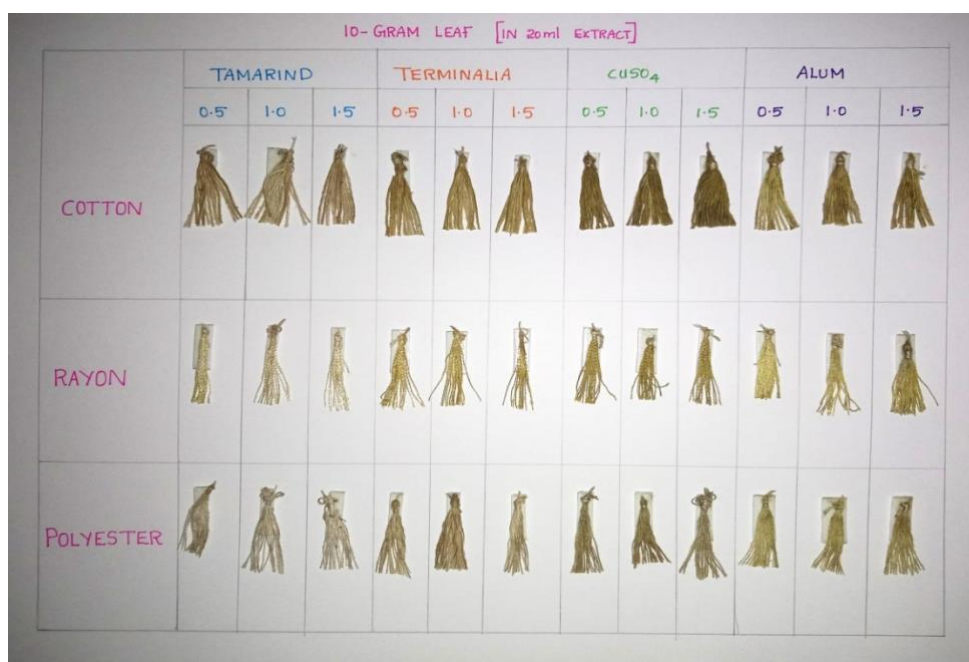 10-GRAM LEAF [IN 20ml EXTRACT]
TAMARIND TERMINALIA CUSO4 ALUM
0.5 1.0 1.5 0.5 1.0 1.5 0.5 1.0 1.5 0.5 1.0 1.5
COTTON
RAYON
POLYESTER